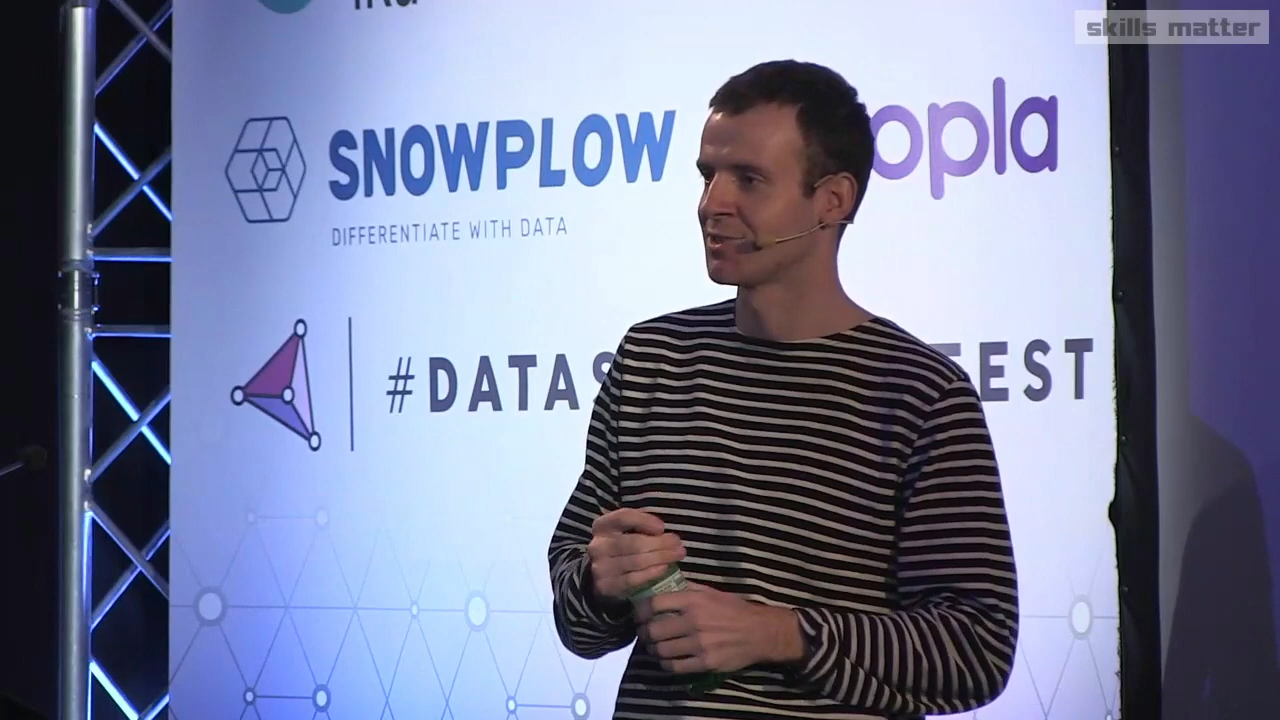 skills matter
SNOWPLOW
DIFFERENTIATE WITH DATA
opla
#DATAS EST